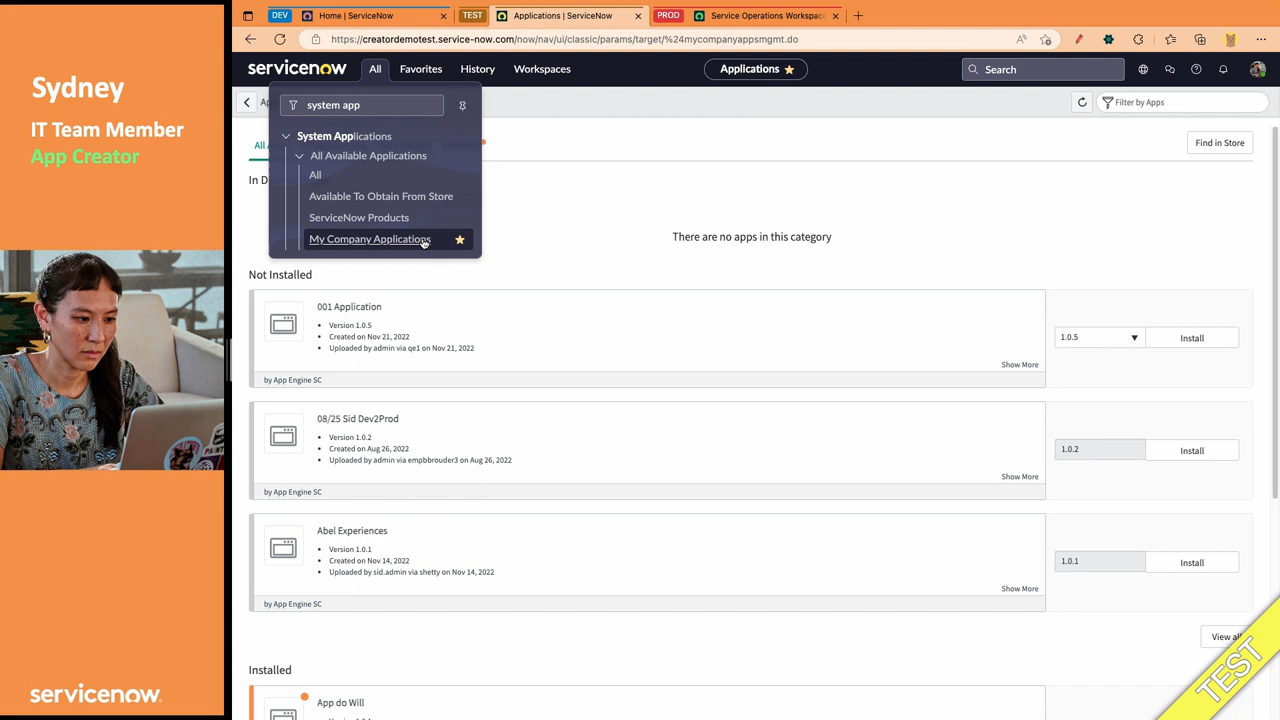 Sydney
IT Team Member
App Creator
servicenow.
DEV
Home | ServiceNow
TEST
Applications | ServiceNow
PROD
Service Operations Workspac
https://creatordemotest.service-now.com/now/nav/ui/classic/params/target/%24mycompanyappsmgmt.do
servicenow
All
Favorites
History
Workspaces
Applications
Search
system app
Filter by Apps
System Applications
All Available Applications
All
Available To Obtain From Store
ServiceNow Products
My Company Applications
Find in Store
There are no apps in this category
Not Installed
001 Application
Version 1.0.5
Created on Nov 21, 2022
Uploaded by admin via qe1 on Nov 21, 2022
Show More
by App Engine SC
1.0.5
Install
08/25 Sid Dev2Prod
Version 1.0.2
Created on Aug 26, 2022
Uploaded by admin via empbbrouder3 on Aug 26, 2022
Show More
by App Engine SC
1.0.2
Install
Abel Experiences
Version 1.0.1
Created on Nov 14, 2022
Uploaded by sid.admin via shetty on Nov 14, 2022
Show More
by App Engine SC
1.0.1
Install
View all
Installed
App do Will
TEST